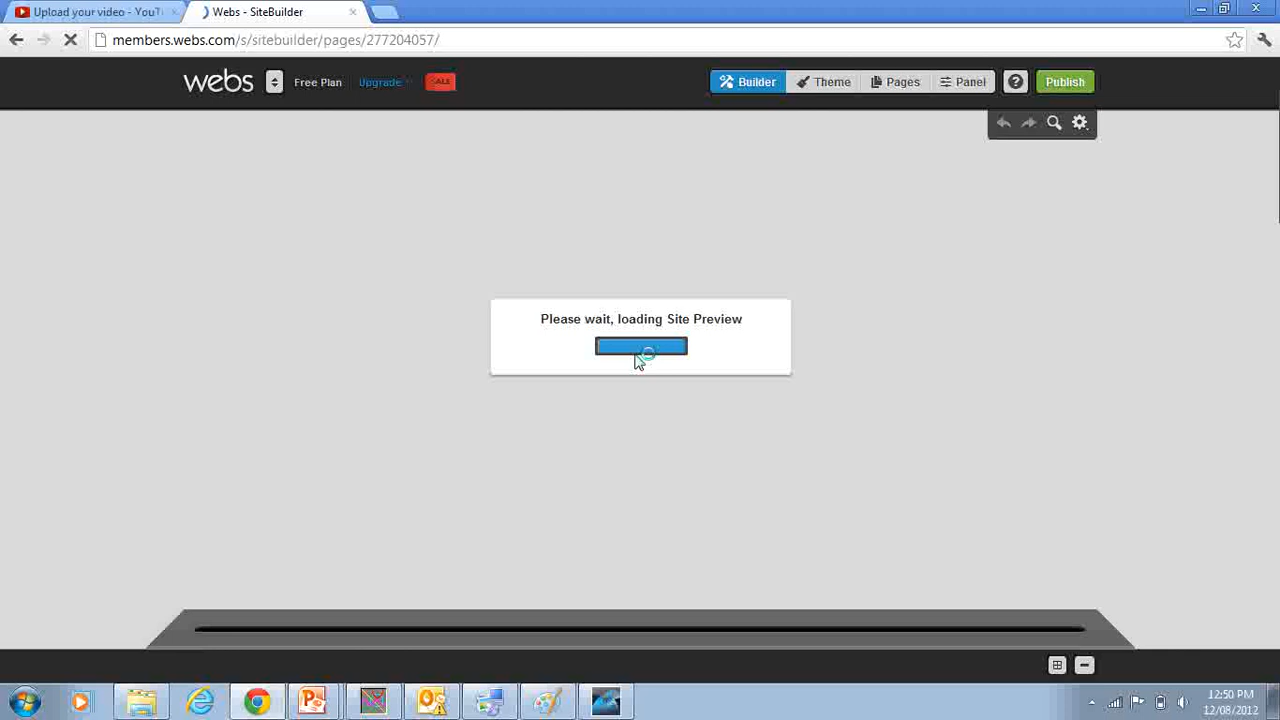 Upload your video - YouTu
Webs - SiteBuilder
members.webs.com/s/sitebuilder/pages/277204057/
webs
Free Plan
Upgrade
Builder
Theme
Pages
Panel
?
Publish
Please wait, loading Site Preview
12:50 PM
12/08/2012